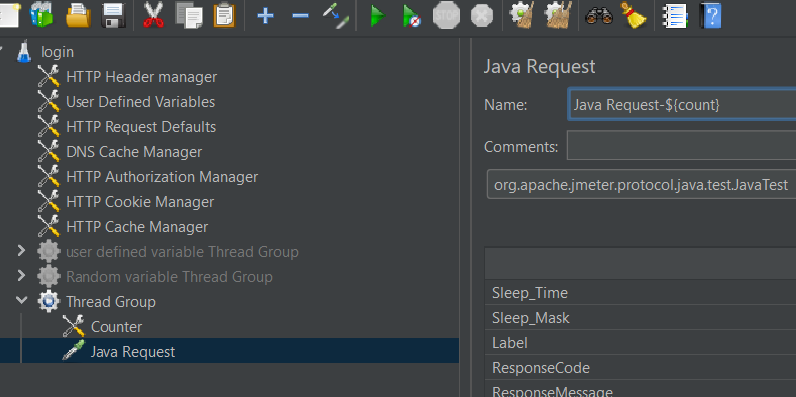 login
HTTP Header manager
User Defined Variables
HTTP Request Defaults
DNS Cache Manager
HTTP Authorization Manager
HTTP Cookie Manager
HTTP Cache Manager
user defined variable Thread Group
Random variable Thread Group
Thread Group
Counter
Java Request
Java Request
Name: Java Request-${count}
Comments:
org.apache.jmeter.protocol.java.test.JavaTest
Sleep_Time
Sleep_Mask
Label
ResponseCode
ResponseMessage
STOP